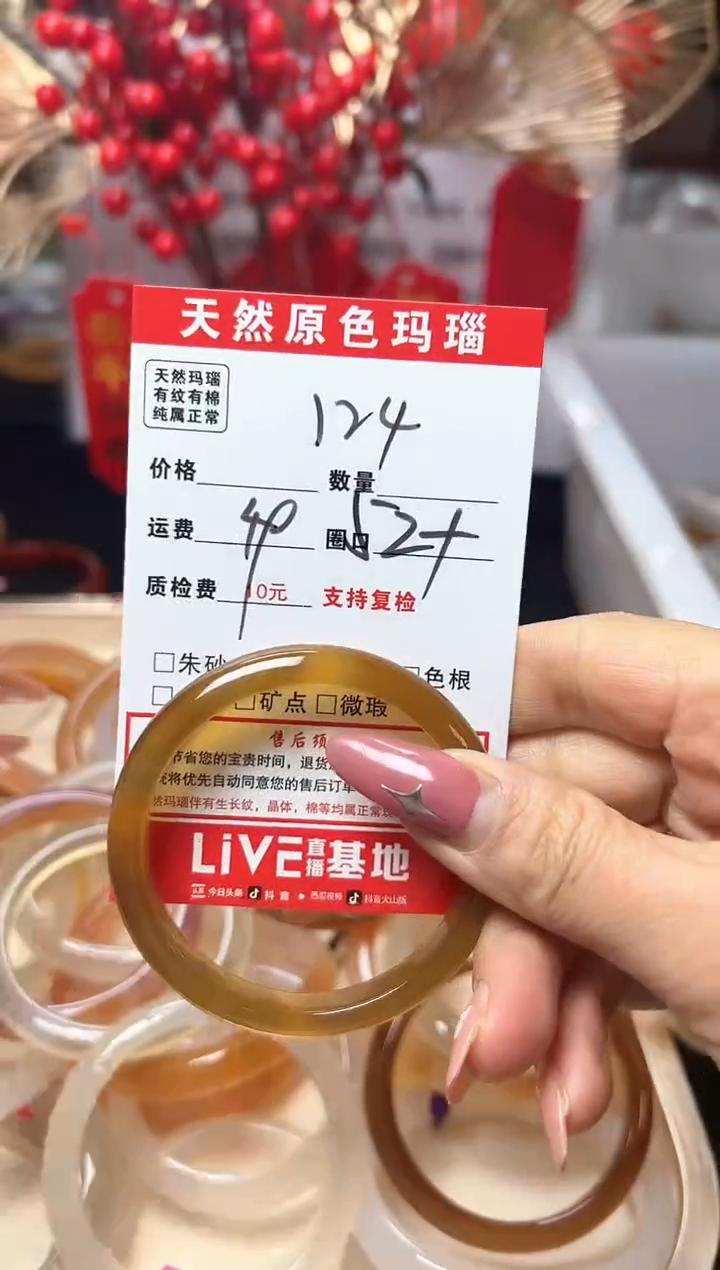 天然原色玛瑙
天然玛瑙
有纹有棉
纯属正常
124
价格 数量
运费 圈口 52+
质检费 10元 支持复检
□朱砂 色根
□矿点 □微瑕
售后须
节省您的宝贵时间，退货
将优先自动同意您的售后订单
然玛瑙伴有生长纹，晶体，棉等均属正常现
LiVE直播基地
头条 今日头条 抖音 西瓜视频 抖音火山版